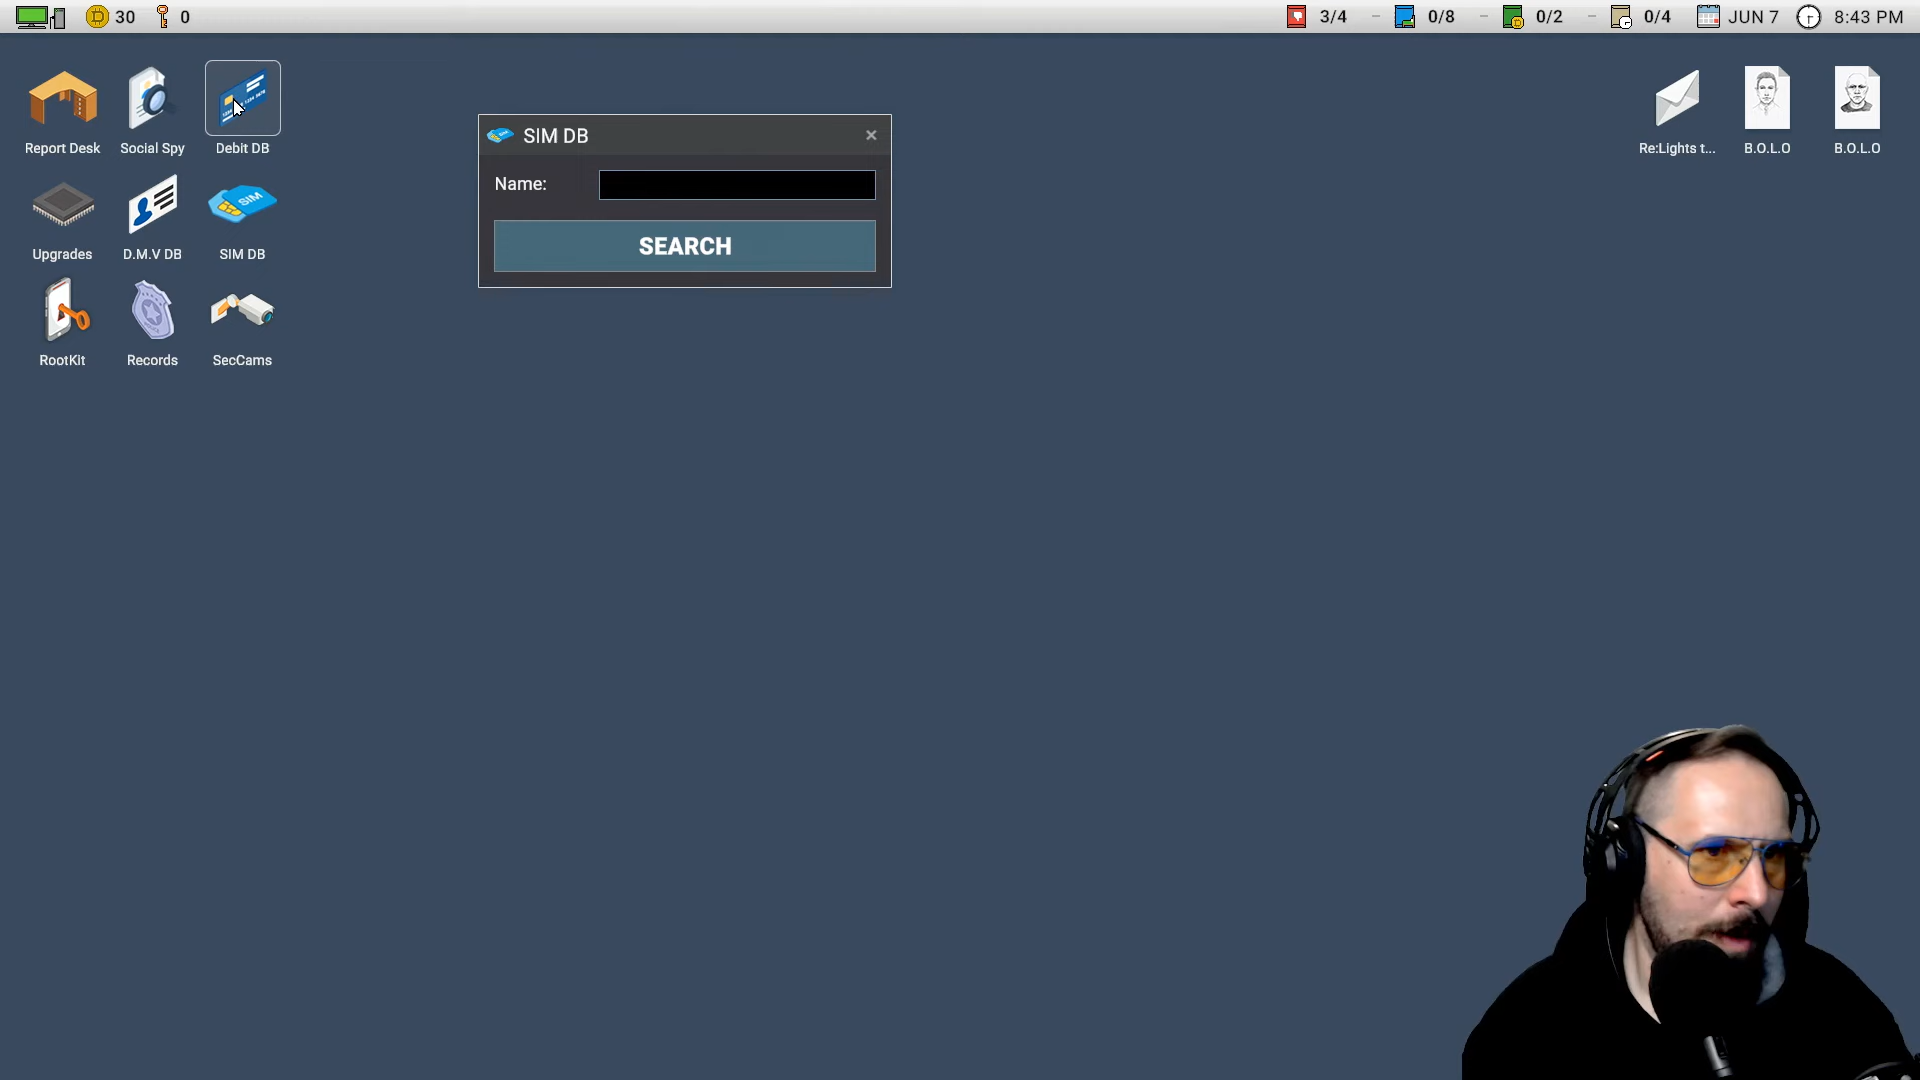 30
0
3/4
0/8
0/2
0/4
JUN 7
8:43 PM
Report Desk
Social Spy
Debit DB
Re:Lights t...
B.O.L.O
B.O.L.O
SIM DB
Name:
SEARCH
Upgrades
D.M.V DB
SIM
SIM DB
RootKit
Records
SecCams